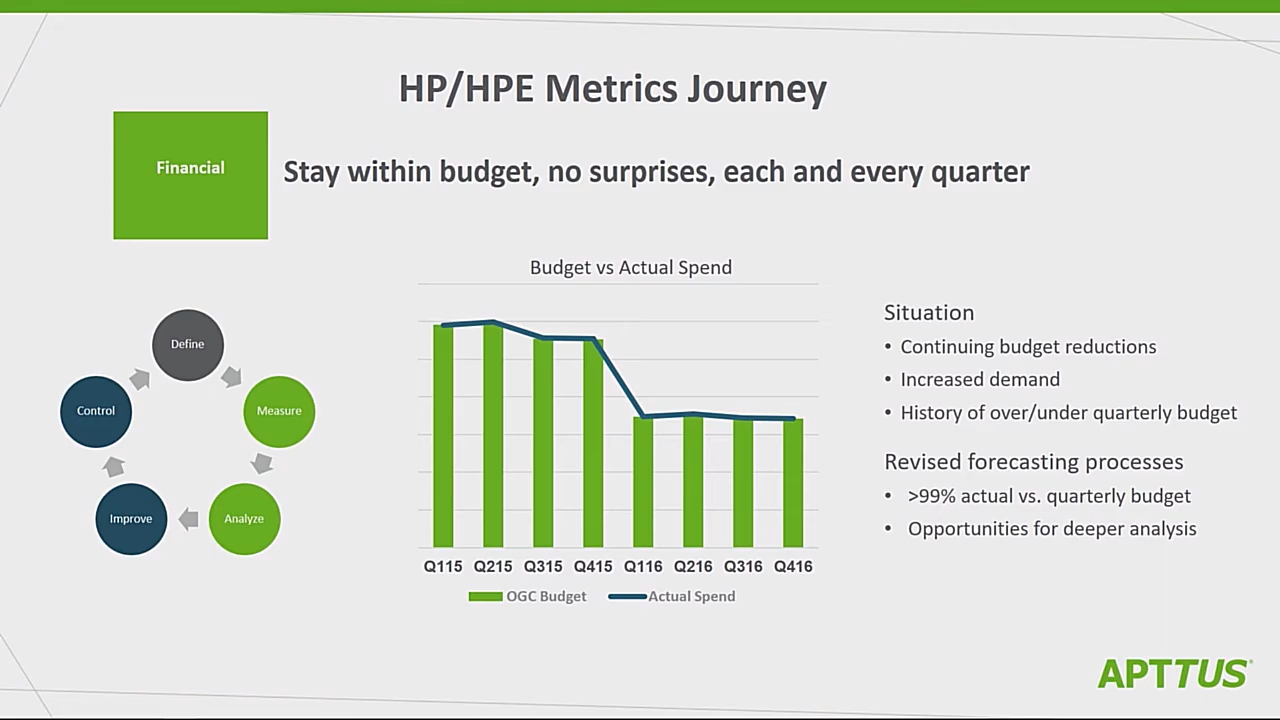 HP/HPE Metrics Journey
Financial
Stay within budget, no surprises, each and every quarter
Define
Measure
Analyze
Improve
Control
Budget vs Actual Spend
Q115 Q215 Q315 Q415 Q116 Q216 Q316 Q416
OGC Budget Actual Spend
Situation
• Continuing budget reductions
• Increased demand
• History of over/under quarterly budget
Revised forecasting processes
• >99% actual vs. quarterly budget
• Opportunities for deeper analysis
APTTUS